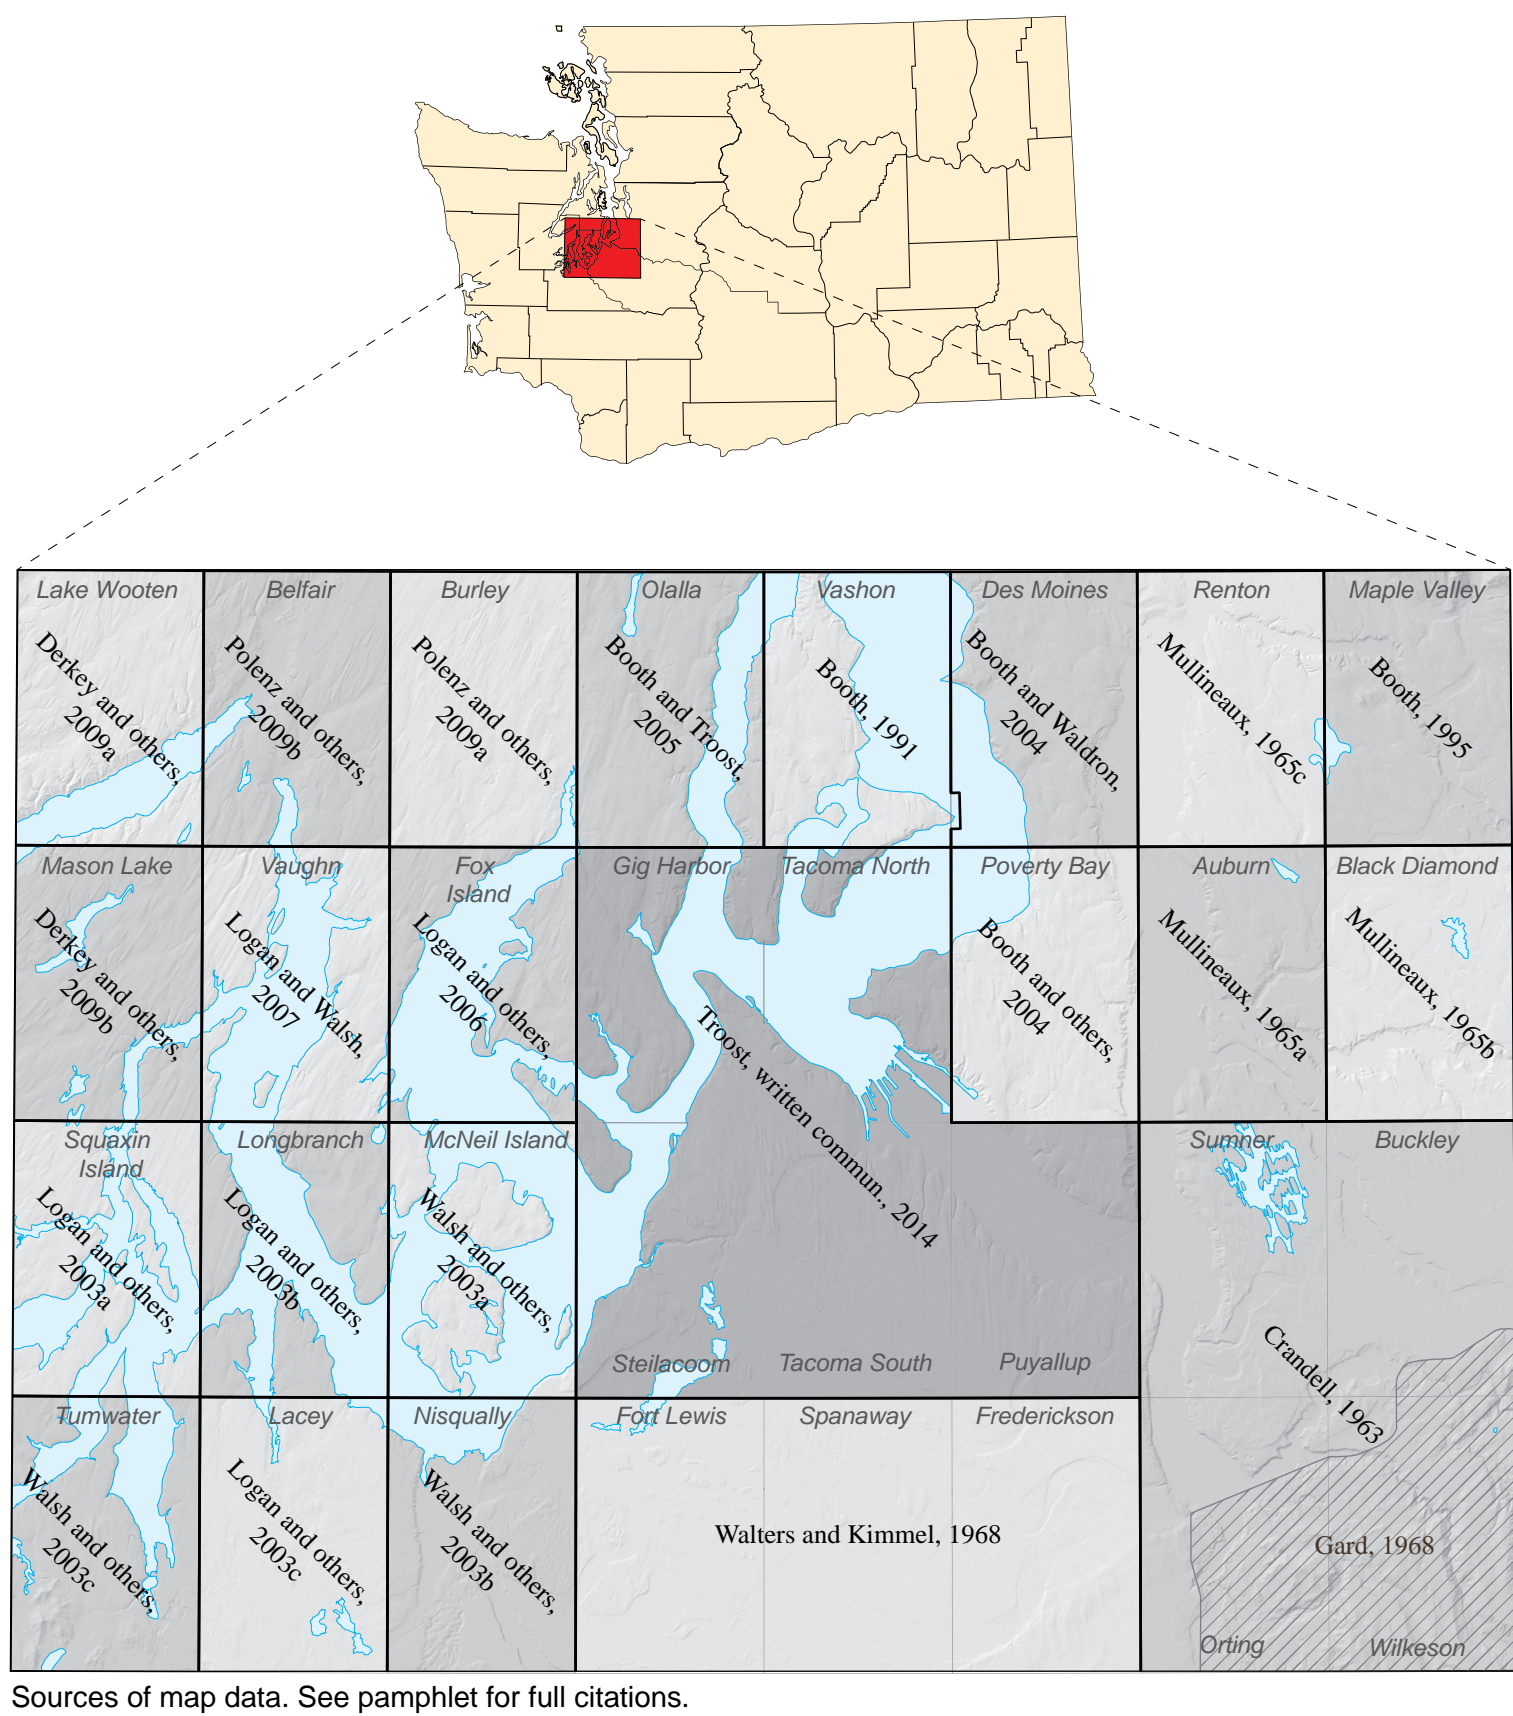 Lake Wooten
Derkey and others,
2009a
Belfair
Polenz and others,
2009b
Burley
Polenz and others,
2009a
Olalla
Booth and Troost,
2005
Vashon
Booth, 1991
Des Moines
Booth and Waldron,
2004
Renton
Mullineaux, 1965c
Maple Valley
Booth, 1995
Mason Lake
Derkey and others,
2009b
Vaughn
Logan and Walsh,
2007
Fox
Island
Logan and others,
2006
Gig Harbor
Tacoma North
Troost, written commun., 2014
Poverty Bay
Booth and others,
2004
Auburn
Mullineaux, 1965a
Black Diamond
Mullineaux, 1965b
Squaxin
Island
Logan and others,
2003a
Longbranch
Logan and others,
2003b
McNeil Island
Walsh and others,
2003a
Steilacoom
Tacoma South
Puyallup
Sumner
Buckley
Crandell, 1963
Tumwater
Walsh and others,
2003c
Lacey
Logan and others,
2003c
Nisqually
Walsh and others,
2003b
Fort Lewis
Spanaway
Frederickson
Walters and Kimmel, 1968
Gard, 1968
Orting
Wilkeson
Sources of map data. See pamphlet for full citations.